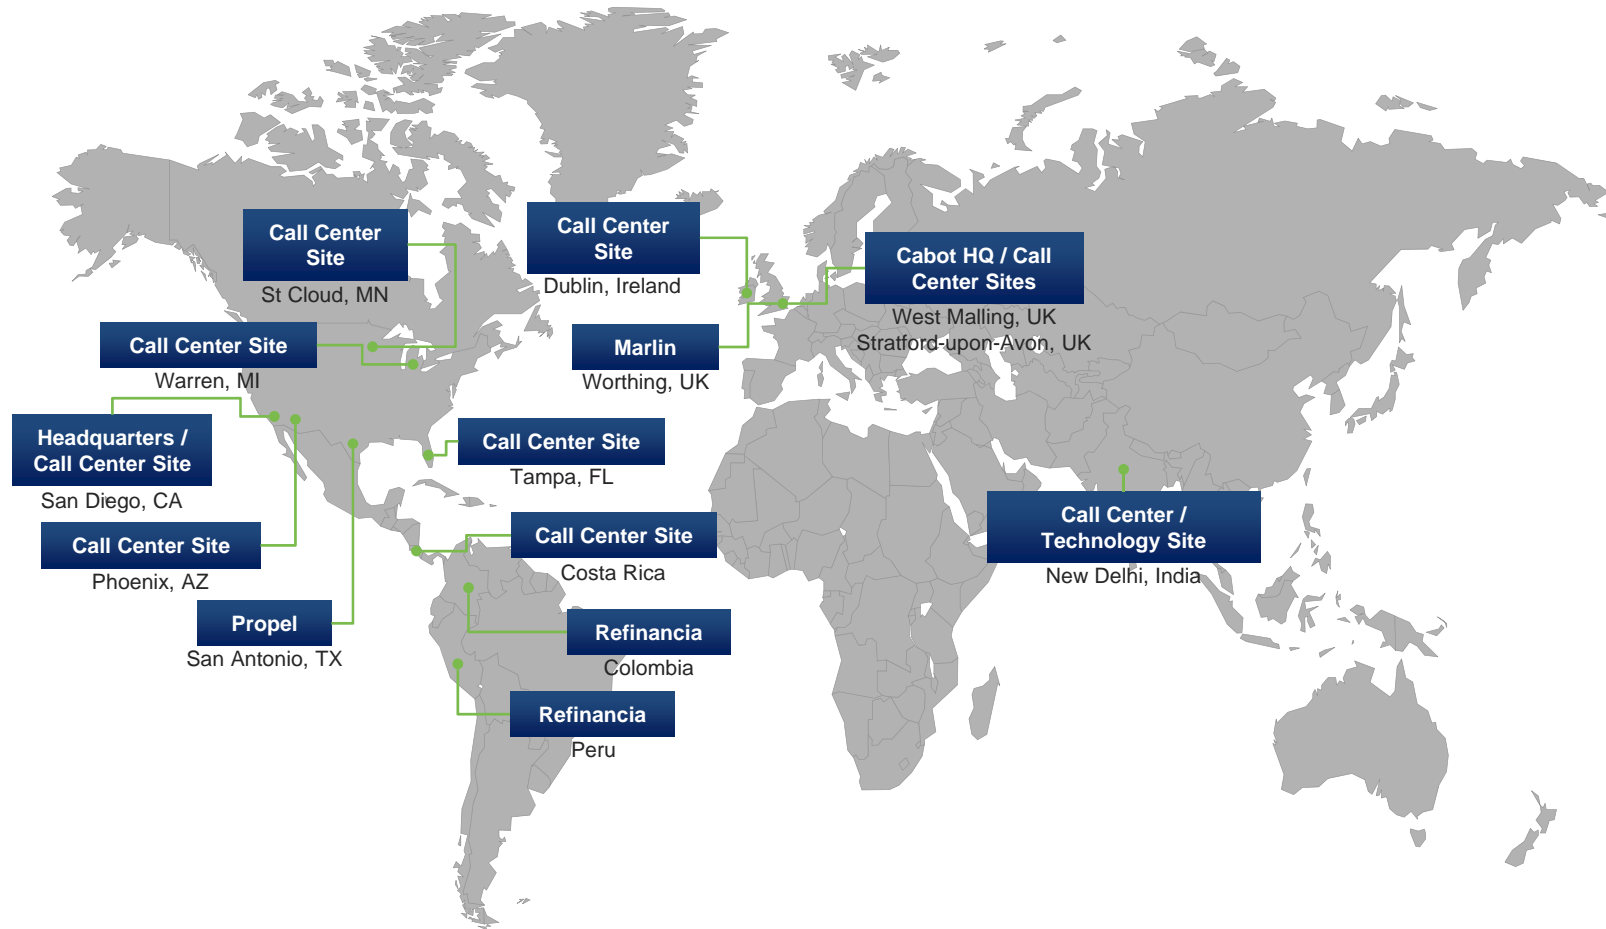 Call Center
Site
St Cloud, MN
Call Center
Site
Dublin, Ireland
Cabot HQ / Call
Center Sites
West Malling, UK
Stratford-upon-Avon, UK
Call Center Site
Warren, MI
Marlin
Worthing, UK
Headquarters /
Call Center Site
San Diego, CA
Call Center Site
Tampa, FL
Call Center Site
Phoenix, AZ
Call Center Site
Costa Rica
Call Center /
Technology Site
New Delhi, India
Propel
San Antonio, TX
Refinancia
Colombia
Refinancia
Peru